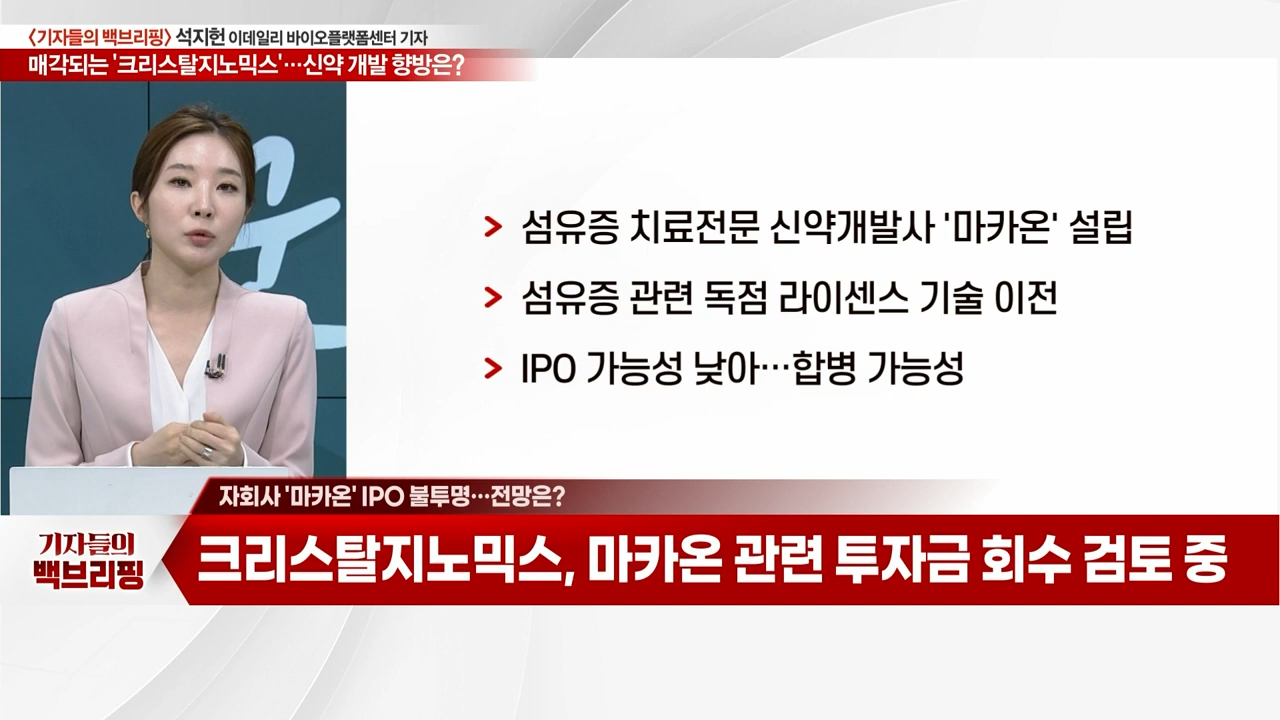 <기자들의 백브리핑> 석지헌 이데일리 바이오플랫폼센터 기자
매각되는 '크리스탈지노믹스'…신약 개발 향방은?
> 섬유증 치료전문 신약개발사 '마카온' 설립
> 섬유증 관련 독점 라이센스 기술 이전
> IPO 가능성 낮아…합병 가능성
자회사 '마카온' IPO 불투명…전망은?
기자들의
백브리핑
크리스탈지노믹스, 마카온 관련 투자금 회수 검토 중